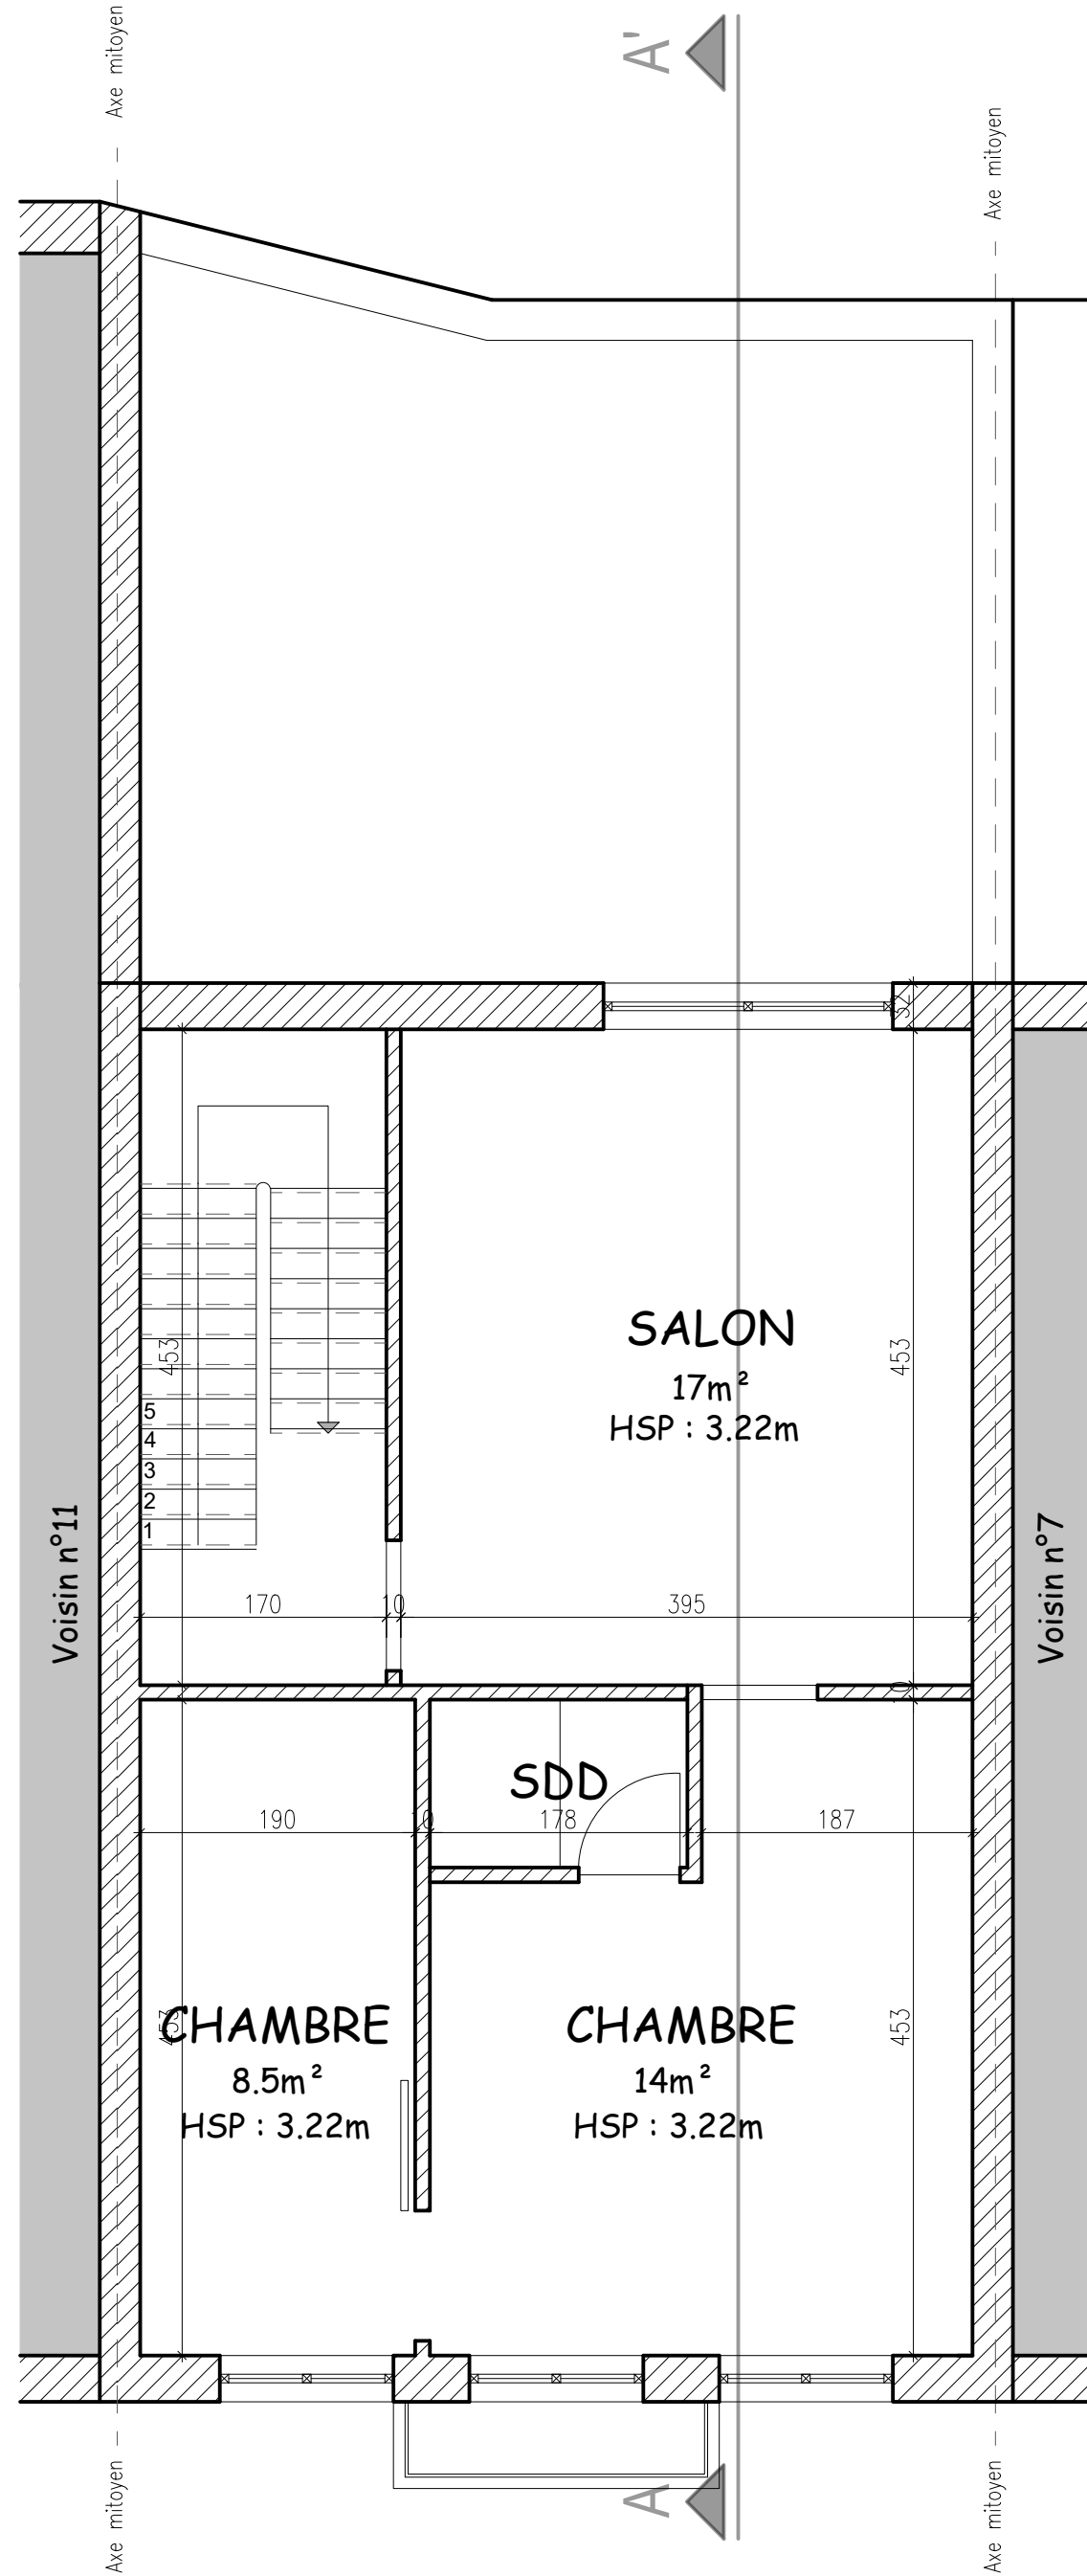 Axe mitoyen
A'
Axe mitoyen
32
SALON
17m²
HSP : 3.22m
453
453
5
4
3
2
1
Voisin n°11
Voisin n°7
170
10
395
10
SDD
190
10
178
187
CHAMBRE
8.5m²
HSP : 3.22m
453
CHAMBRE
14m²
HSP : 3.22m
453
A
Axe mitoyen
Axe mitoyen